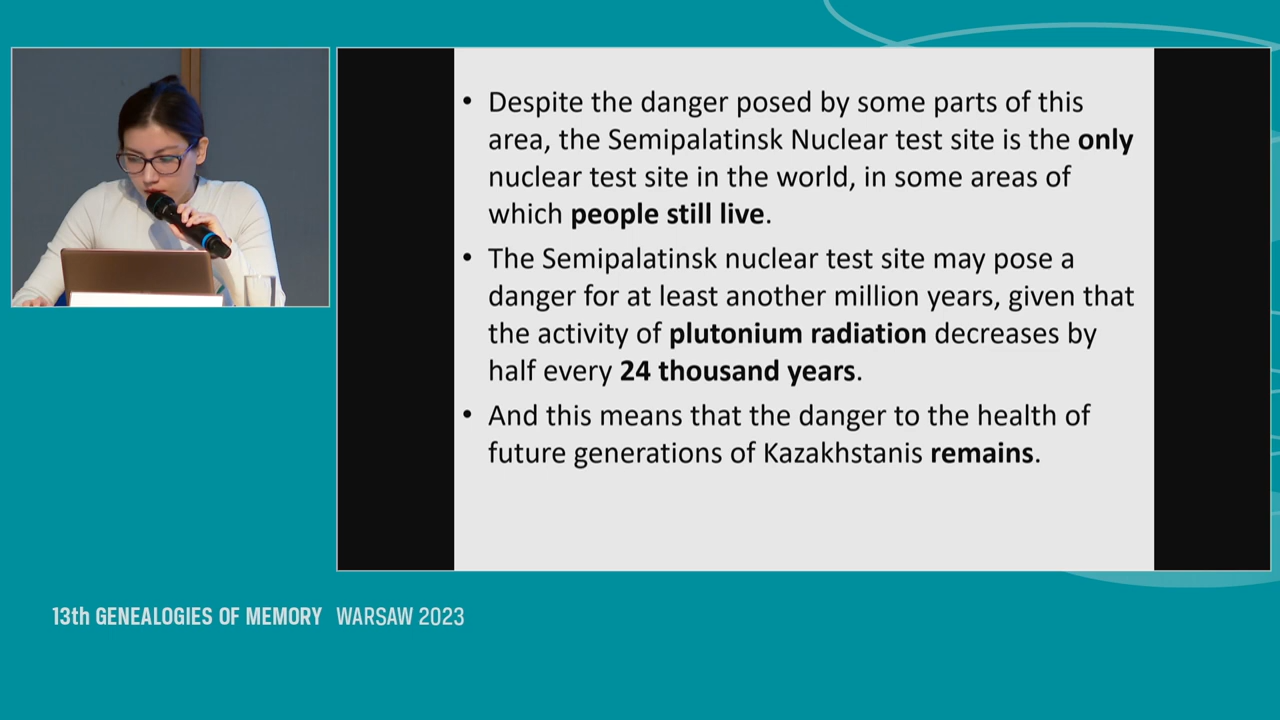 • Despite the danger posed by some parts of this
area, the Semipalatinsk Nuclear test site is the only
nuclear test site in the world, in some areas of
which people still live.
• The Semipalatinsk nuclear test site may pose a
danger for at least another million years, given that
the activity of plutonium radiation decreases by
half every 24 thousand years.
• And this means that the danger to the health of
future generations of Kazakhstanis remains.
13th GENEALOGIES OF MEMORY WARSAW 2023